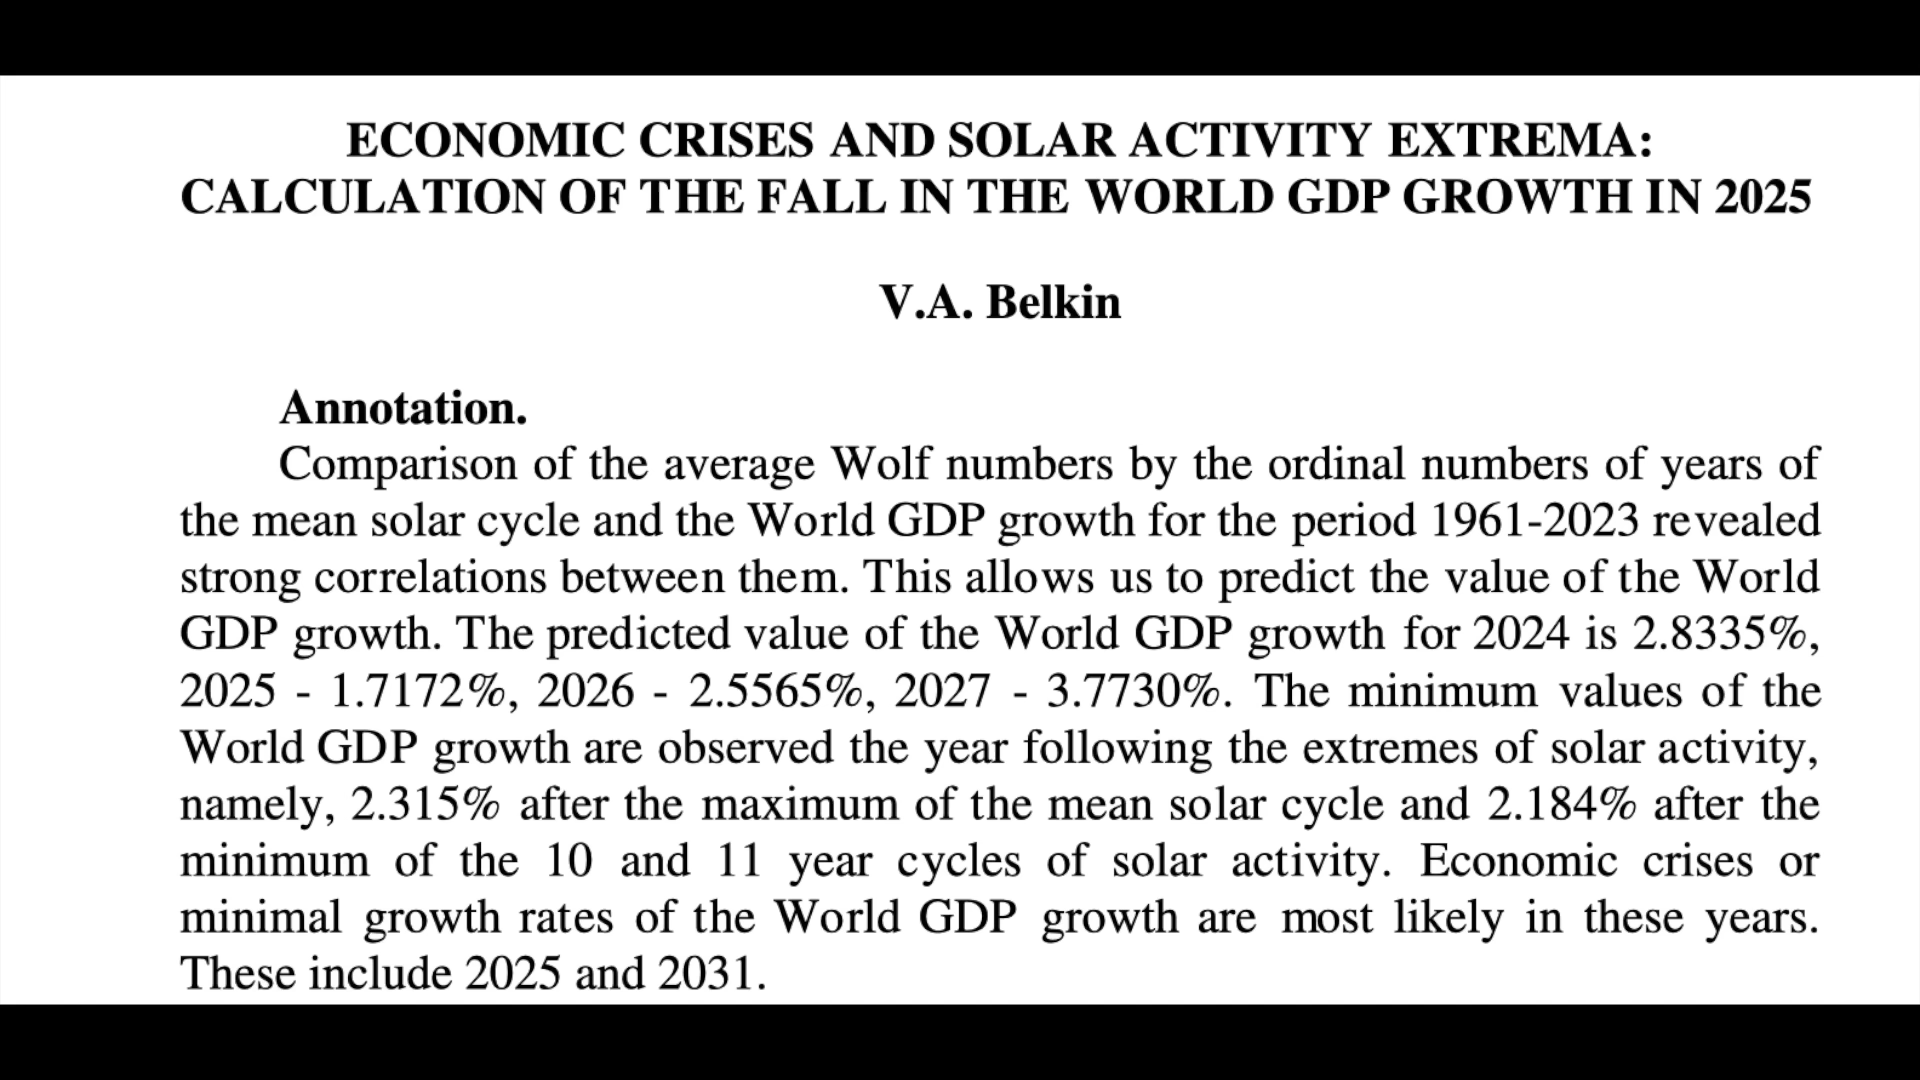 ECONOMIC CRISES AND SOLAR ACTIVITY EXTREMA:
CALCULATION OF THE FALL IN THE WORLD GDP GROWTH IN 2025
V.A. Belkin
Annotation.
Comparison of the average Wolf numbers by the ordinal numbers of years of
the mean solar cycle and the World GDP growth for the period 1961-2023 revealed
strong correlations between them. This allows us to predict the value of the World
GDP growth. The predicted value of the World GDP growth for 2024 is 2.8335%,
2025 - 1.7172%, 2026 - 2.5565%, 2027 - 3.7730%. The minimum values of the
World GDP growth are observed the year following the extremes of solar activity,
namely, 2.315% after the maximum of the mean solar cycle and 2.184% after the
minimum of the 10 and 11 year cycles of solar activity. Economic crises or
minimal growth rates of the World GDP growth are most likely in these years.
These include 2025 and 2031.